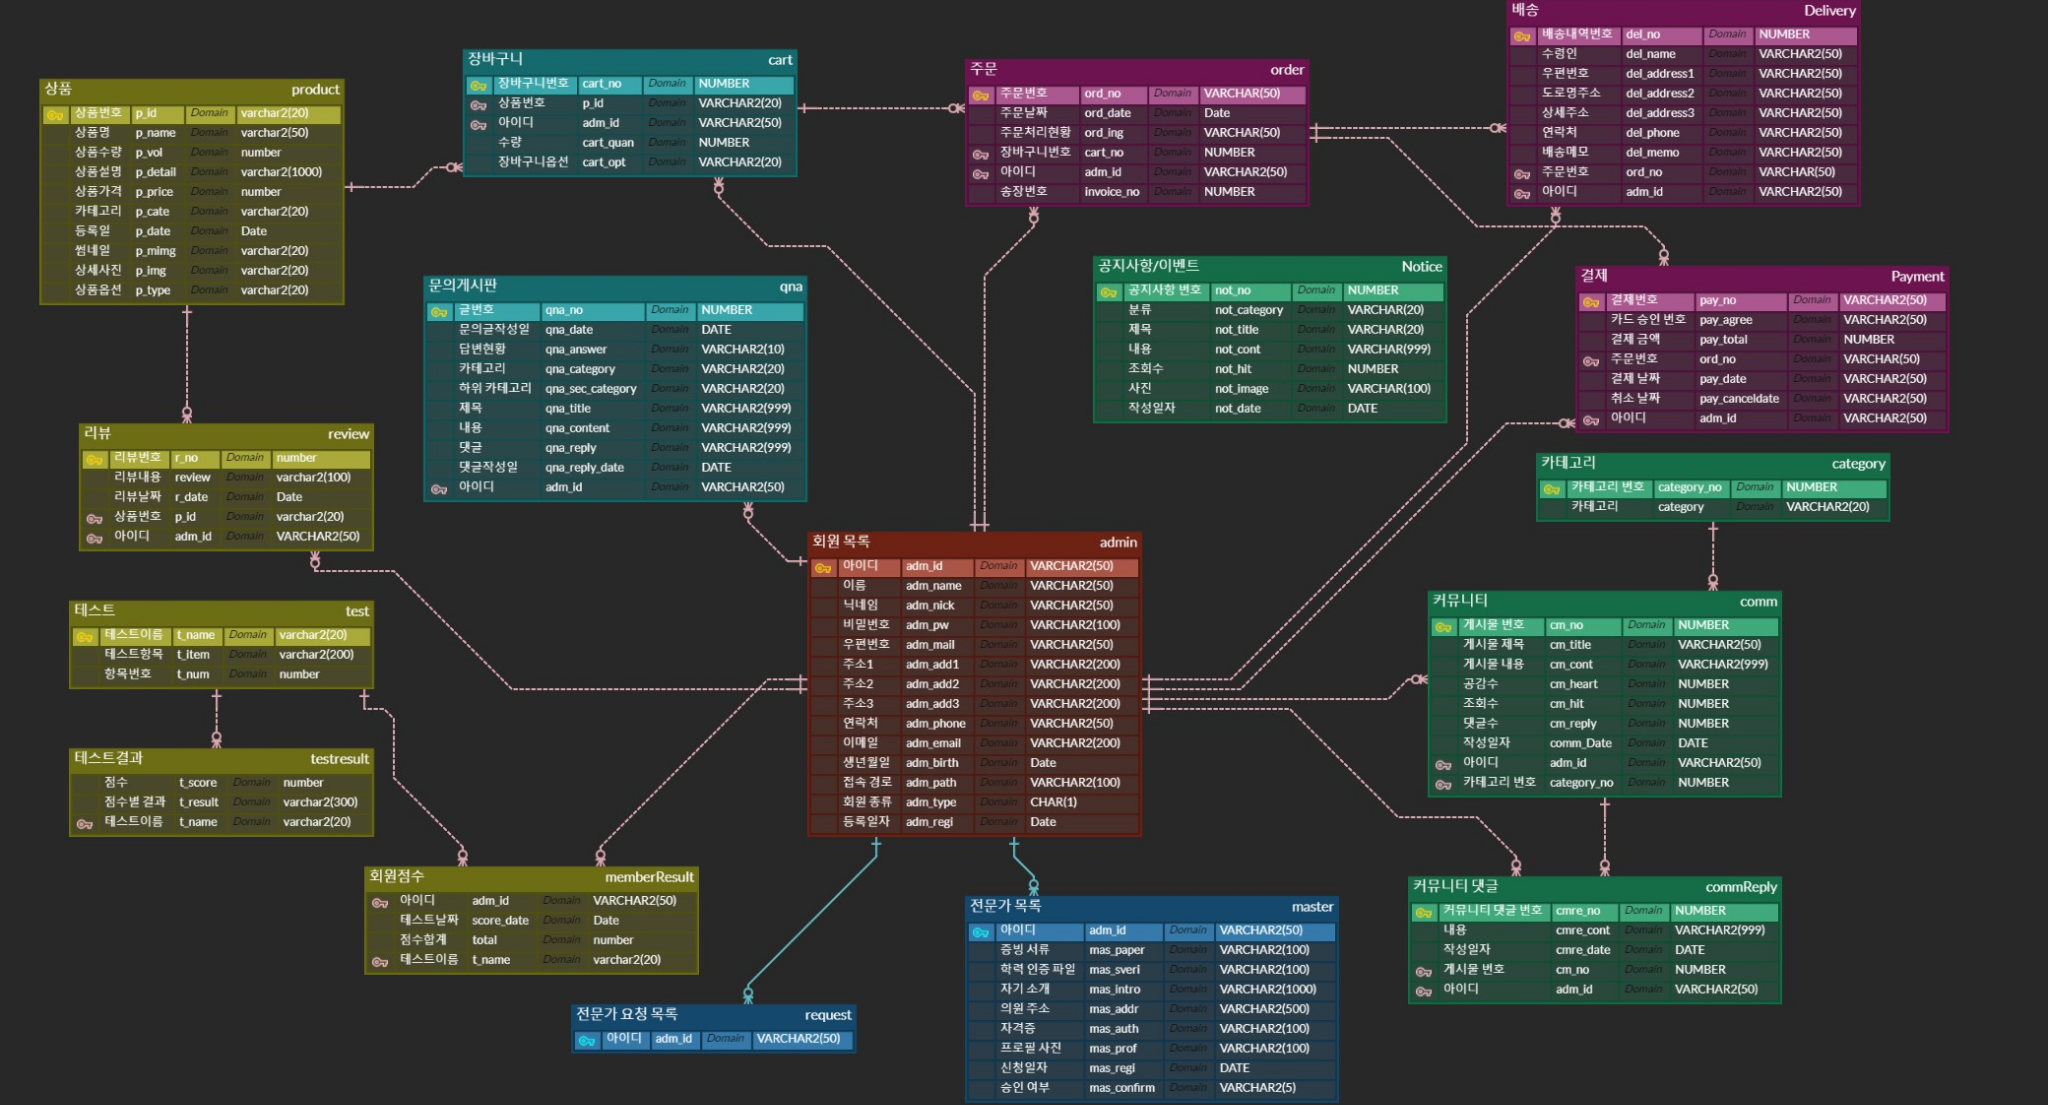 상품 product
상품번호 p_id Domain varchar2(20)
상품명 p_name Domain varchar2(50)
상품수량 p_vol Domain number
상품설명 p_detail Domain varchar2(1000)
상품가격 p_price Domain number
카테고리 p_cate Domain varchar2(20)
등록일 p_date Domain Date
썸네일 p_mimg Domain varchar2(20)
상세사진 p_img Domain varchar2(20)
상품옵션 p_type Domain varchar2(20)
장바구니 cart
장바구니번호 cart_no Domain NUMBER
상품번호 p_id Domain VARCHAR2(20)
아이디 adm_id Domain VARCHAR2(50)
수량 cart_quan Domain NUMBER
장바구니옵션 cart_opt Domain VARCHAR2(20)
주문 order
주문번호 ord_no Domain VARCHAR(50)
주문날짜 ord_date Domain Date
주문처리현황 ord_ing Domain VARCHAR(50)
장바구니번호 cart_no Domain NUMBER
아이디 adm_id Domain VARCHAR2(50)
송장번호 invoice_no Domain NUMBER
배송 Delivery
배송내역번호 del_no Domain NUMBER
수령인 del_name Domain VARCHAR2(50)
우편번호 del_address1 Domain VARCHAR2(50)
도로명주소 del_address2 Domain VARCHAR2(50)
상세주소 del_address3 Domain VARCHAR2(50)
연락처 del_phone Domain VARCHAR2(50)
배송메모 del_memo Domain VARCHAR2(50)
주문번호 ord_no Domain VARCHAR(50)
아이디 adm_id Domain VARCHAR2(50)
문의게시판 qna
글번호 qna_no Domain NUMBER
문의글작성일 qna_date Domain DATE
답변현황 qna_answer Domain VARCHAR2(10)
카테고리 qna_category Domain VARCHAR2(20)
하위 카테고리 qna_sec_category Domain VARCHAR2(20)
제목 qna_title Domain VARCHAR2(999)
내용 qna_content Domain VARCHAR2(999)
댓글 qna_reply Domain VARCHAR2(999)
댓글작성일 qna_reply_date Domain DATE
아이디 adm_id Domain VARCHAR2(50)
공지사항/이벤트 Notice
공지사항 번호 not_no Domain NUMBER
분류 not_category Domain VARCHAR(20)
제목 not_title Domain VARCHAR(20)
내용 not_cont Domain VARCHAR(999)
조회수 not_hit Domain NUMBER
사진 not_image Domain VARCHAR(100)
작성일자 not_date Domain DATE
결제 Payment
결제번호 pay_no Domain VARCHAR2(50)
카드 승인 번호 pay_agree Domain VARCHAR2(50)
결제 금액 pay_total Domain NUMBER
주문번호 ord_no Domain VARCHAR(50)
결제 날짜 pay_date Domain VARCHAR2(50)
취소 날짜 pay_canceldate Domain VARCHAR2(50)
아이디 adm_id Domain VARCHAR2(50)
리뷰 review
리뷰번호 r_no Domain number
리뷰내용 review Domain varchar2(100)
리뷰날짜 r_date Domain Date
상품번호 p_id Domain varchar2(20)
아이디 adm_id Domain VARCHAR2(50)
카테고리 category
카테고리 번호 category_no Domain NUMBER
카테고리 category Domain VARCHAR2(20)
회원 목록 admin
아이디 adm_id Domain VARCHAR2(50)
이름 adm_name Domain VARCHAR2(50)
닉네임 adm_nick Domain VARCHAR2(50)
비밀번호 adm_pw Domain VARCHAR2(100)
우편번호 adm_mail Domain VARCHAR2(50)
주소1 adm_add1 Domain VARCHAR2(200)
주소2 adm_add2 Domain VARCHAR2(200)
주소3 adm_add3 Domain VARCHAR2(200)
연락처 adm_phone Domain VARCHAR2(50)
이메일 adm_email Domain VARCHAR2(200)
생년월일 adm_birth Domain Date
접속 경로 adm_path Domain VARCHAR2(100)
회원 종류 adm_type Domain CHAR(1)
등록일자 adm_regi Domain Date
테스트 test
테스트이름 t_name Domain varchar2(20)
테스트항목 t_item Domain varchar2(200)
항목번호 t_num Domain number
커뮤니티 comm
게시물 번호 cm_no Domain NUMBER
게시물 제목 cm_title Domain VARCHAR2(50)
게시물 내용 cm_cont Domain VARCHAR2(999)
공감수 cm_heart Domain NUMBER
조회수 cm_hit Domain NUMBER
댓글수 cm_reply Domain NUMBER
작성일자 comm_Date Domain DATE
아이디 adm_id Domain VARCHAR2(50)
카테고리 번호 category_no Domain NUMBER
테스트결과 testresult
점수 t_score Domain number
점수별 결과 t_result Domain varchar2(300)
테스트이름 t_name Domain varchar2(20)
회원점수 memberResult
아이디 adm_id Domain VARCHAR2(50)
테스트날짜 score_date Domain Date
점수합계 total Domain number
테스트이름 t_name Domain varchar2(20)
전문가 목록 master
아이디 adm_id Domain VARCHAR2(50)
증빙 서류 mas_paper Domain VARCHAR2(100)
학력 인증 파일 mas_sveri Domain VARCHAR2(100)
자기 소개 mas_intro Domain VARCHAR2(1000)
의원 주소 mas_addr Domain VARCHAR2(500)
자격증 mas_auth Domain VARCHAR2(100)
프로필 사진 mas_prof Domain VARCHAR2(100)
신청일자 mas_regi Domain DATE
승인 여부 mas_confirm Domain VARCHAR2(5)
커뮤니티 댓글 commReply
커뮤니티 댓글 번호 cmre_no Domain NUMBER
내용 cmre_cont Domain VARCHAR2(999)
작성일자 cmre_date Domain DATE
게시물 번호 cm_no Domain NUMBER
아이디 adm_id Domain VARCHAR2(50)
전문가 요청 목록 request
아이디 adm_id Domain VARCHAR2(50)